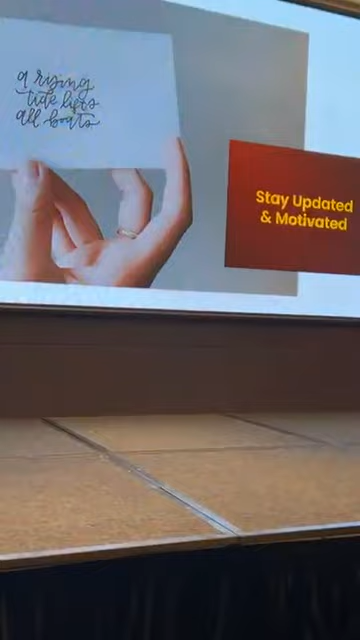 a rising
tide lifts
all boats
Stay Updated
& Motivated